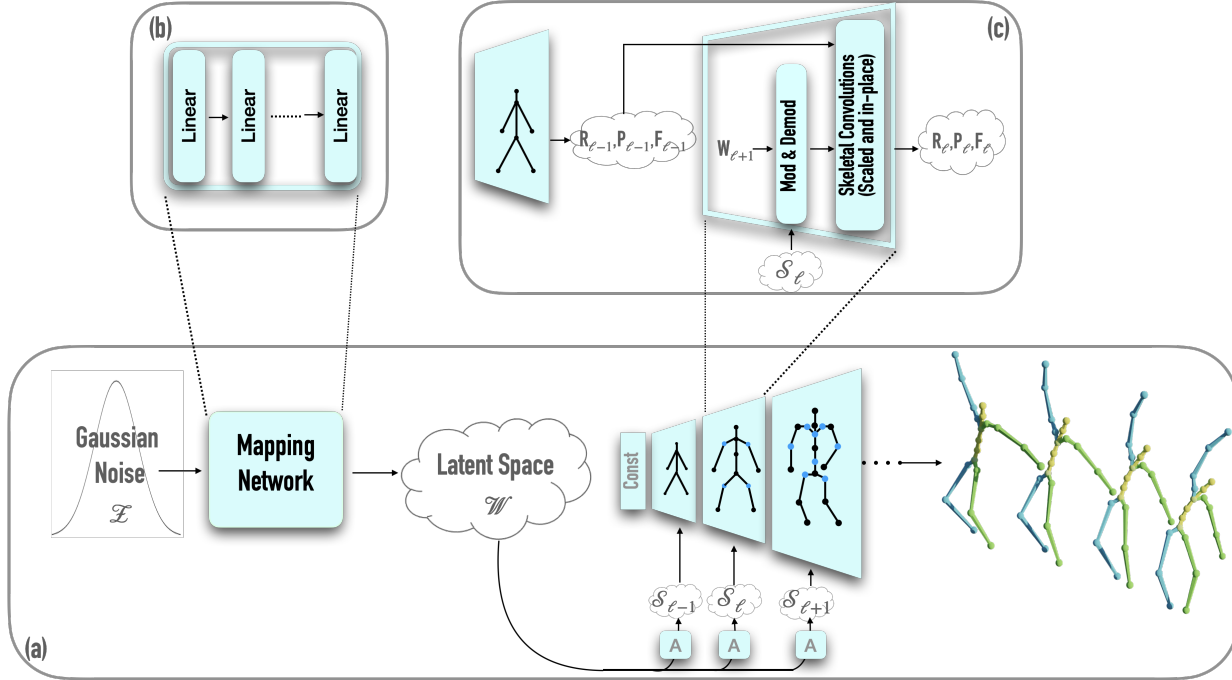 (b)
Linear
Linear
Linear
(c)
R_{ℓ−1},P_{ℓ−1},F_{ℓ−1}
W_{ℓ+1}
Mod & Demod
Skeletal Convolutions
(Scaled and in-place)
R_ℓ,P_ℓ,F_ℓ
𝒮_ℓ
(a)
Gaussian
Noise
𝒵
Mapping
Network
Latent Space
𝒲
Const
𝒮_{ℓ−1}
𝒮_ℓ
𝒮_{ℓ+1}
A
A
A